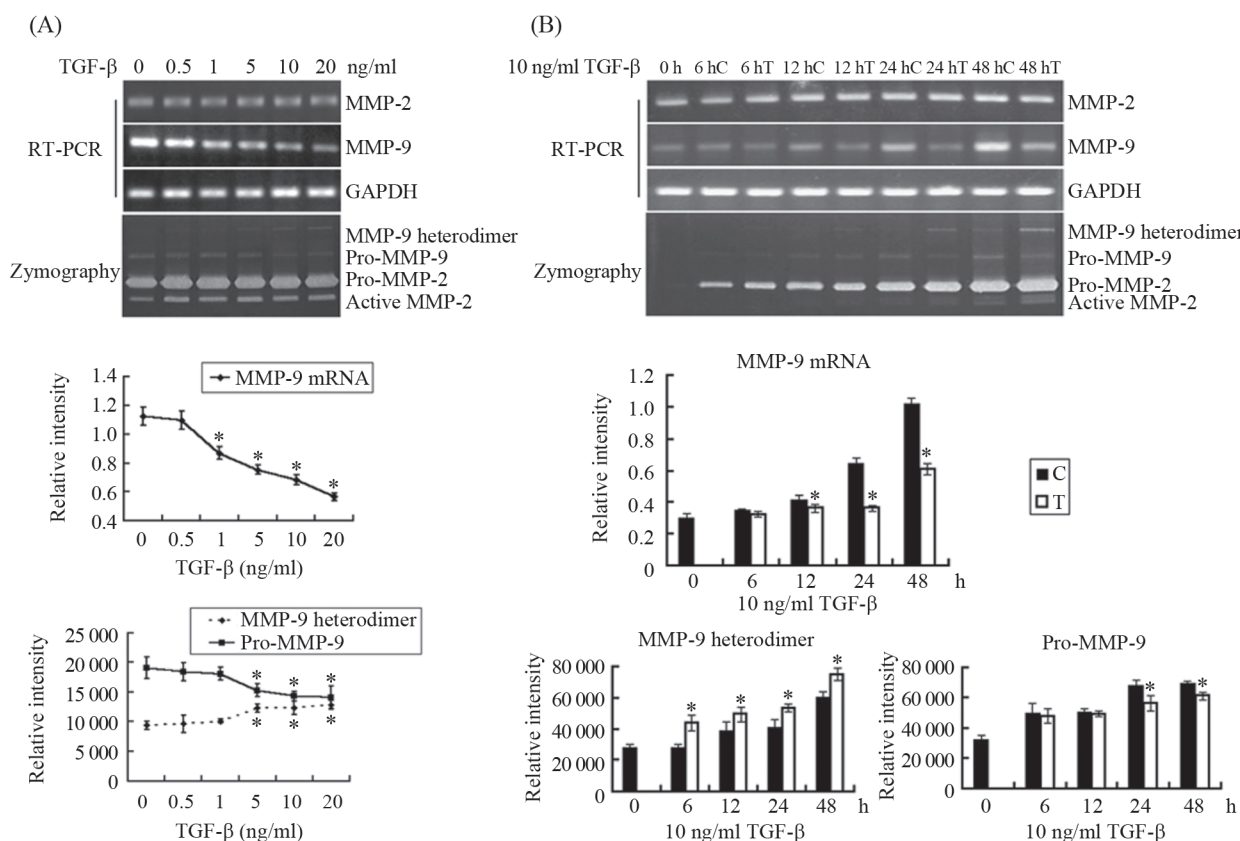 (A)
TGF-β 0 0.5 1 5 10 20 ng/ml
MMP-2
RT-PCR
MMP-9
GAPDH
MMP-9 heterodimer
Pro-MMP-9
Zymography
Pro-MMP-2
Active MMP-2
MMP-9 mRNA
Relative intensity
1.4
1.2
1.0
0.8
0.6
0.4
* * * *
0 0.5 1 5 10 20
TGF-β (ng/ml)
MMP-9 heterodimer
Pro-MMP-9
Relative intensity
25 000
20 000
15 000
10 000
5 000
0
* * *
* * *
0 0.5 1 5 10 20
TGF-β (ng/ml)
(B)
10 ng/ml TGF-β 0 h 6 hC 6 hT 12 hC 12 hT 24 hC 24 hT 48 hC 48 hT
MMP-2
RT-PCR
MMP-9
GAPDH
MMP-9 heterodimer
Pro-MMP-9
Zymography
Pro-MMP-2
Active MMP-2
MMP-9 mRNA
Relative intensity
1.0
0.8
0.6
0.4
0.2
0
* * *
0 6 12 24 48 h
10 ng/ml TGF-β
C
T
MMP-9 heterodimer
Relative intensity
80 000
60 000
40 000
20 000
0
* * * *
0 6 12 24 48 h
10 ng/ml TGF-β
Pro-MMP-9
Relative intensity
80 000
60 000
40 000
20 000
0
* *
0 6 12 24 48 h
10 ng/ml TGF-β